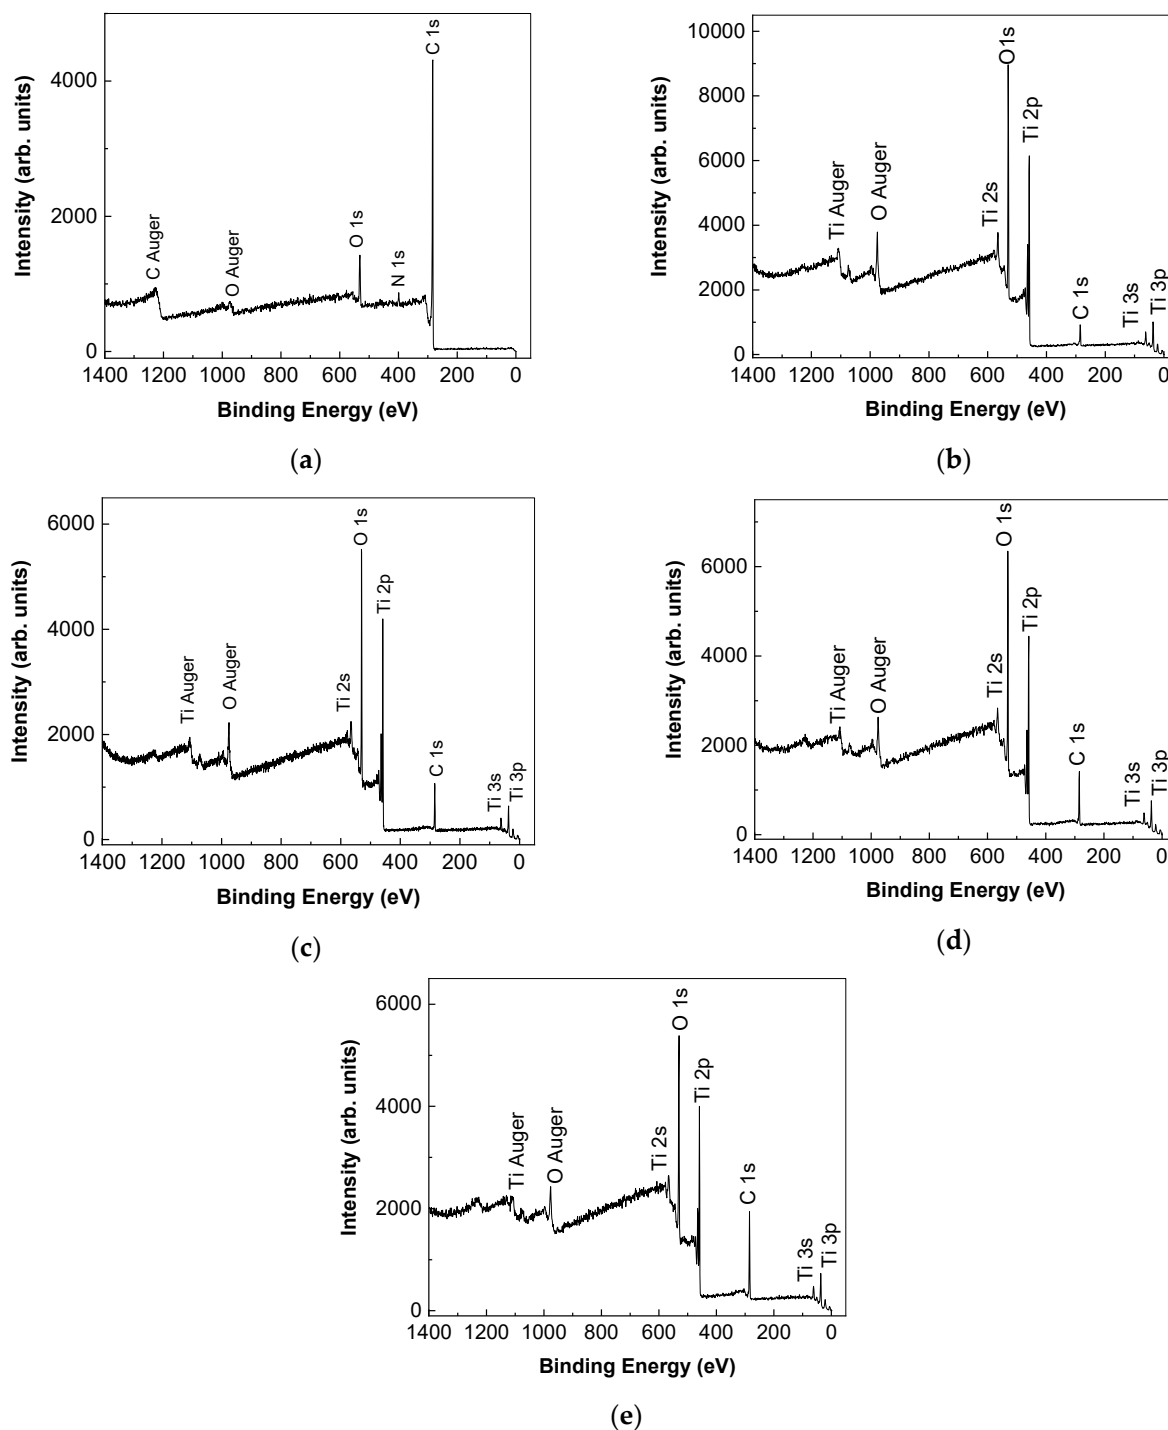 Intensity (arb. units)
4000
2000
0
C Auger
O Auger
O 1s
N 1s
C 1s
1400 1200 1000 800 600 400 200 0
Binding Energy (eV)
(a)
Intensity (arb. units)
10000
8000
6000
4000
2000
0
Ti Auger
O Auger
Ti 2s
O1s
Ti 2p
C 1s
Ti 3s
Ti 3p
1400 1200 1000 800 600 400 200 0
Binding Energy (eV)
(b)
Intensity (arb. units)
6000
4000
2000
0
Ti Auger
O Auger
Ti 2s
O 1s
Ti 2p
C 1s
Ti 3s
Ti 3p
1400 1200 1000 800 600 400 200 0
Binding Energy (eV)
(c)
Intensity (arb. units)
6000
4000
2000
0
Ti Auger
O Auger
Ti 2s
O 1s
Ti 2p
C 1s
Ti 3s
Ti 3p
1400 1200 1000 800 600 400 200 0
Binding Energy (eV)
(d)
Intensity (arb. units)
6000
4000
2000
0
Ti Auger
O Auger
Ti 2s
O 1s
Ti 2p
C 1s
Ti 3s
Ti 3p
1400 1200 1000 800 600 400 200 0
Binding Energy (eV)
(e)